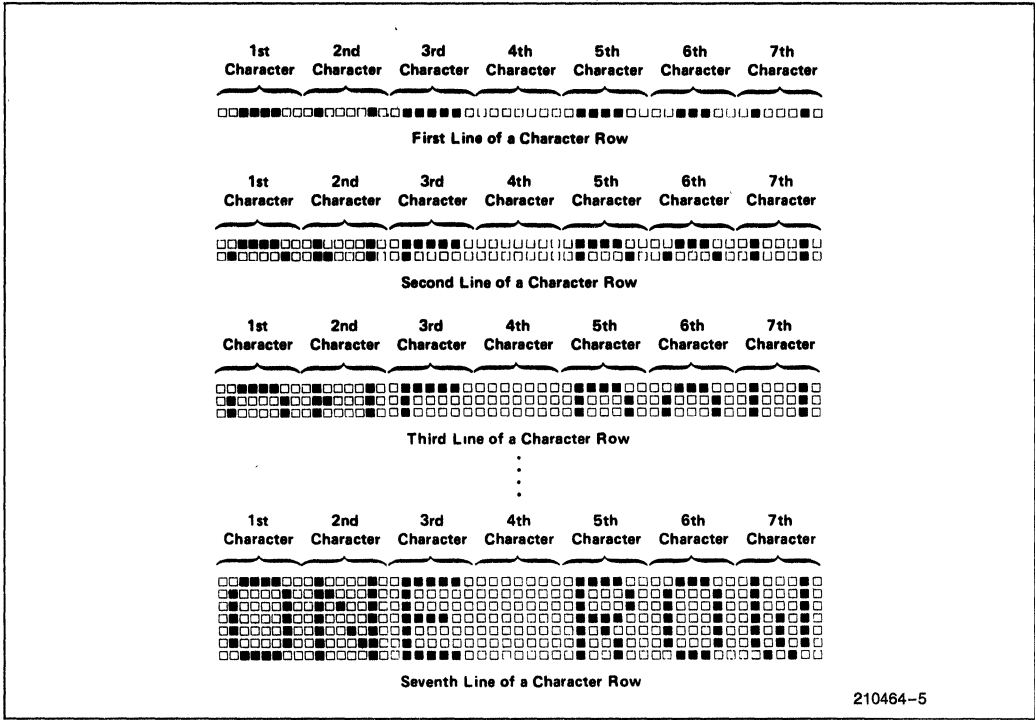 1st 2nd 3rd 4th 5th 6th 7th
Character Character Character Character Character Character Character
First Line of a Character Row
1st 2nd 3rd 4th 5th 6th 7th
Character Character Character Character Character Character Character
Second Line of a Character Row
1st 2nd 3rd 4th 5th 6th 7th
Character Character Character Character Character Character Character
Third Line of a Character Row
1st 2nd 3rd 4th 5th 6th 7th
Character Character Character Character Character Character Character
ONE ROW
Seventh Line of a Character Row
210464-5